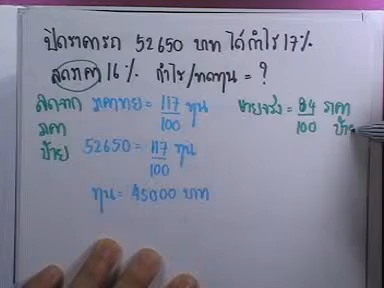 ปิดราคารถ 52650 บาท ได้กำไร 17%
ลดราคา 16% กำไร/ขาดทุน = ?
ลดจาก
ราคา
ป้าย
ราคาขาย = 117/100 ทุน
52650 = 117/100 ทุน
ทุน = 45000 บาท
ขายจริง = 84/100 ราคา
ป้าย